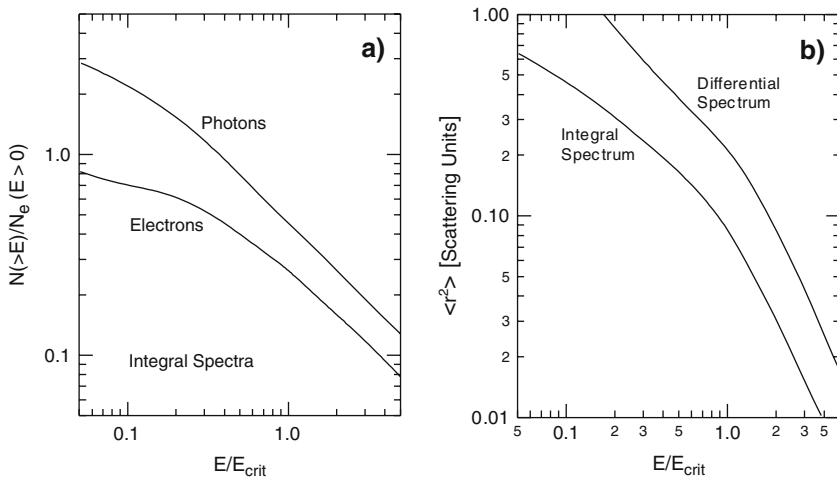 a)
N(>E)/Nₑ (E > 0)
1.0
0.1
Photons
Electrons
Integral Spectra
0.1
1.0
E/E_crit
b)
<r²> [Scattering Units]
1.00
5
3
2
0.10
5
3
2
0.01
Differential
Spectrum
Integral
Spectrum
5
0.1
2
3
5
1.0
2
3
5
E/E_crit